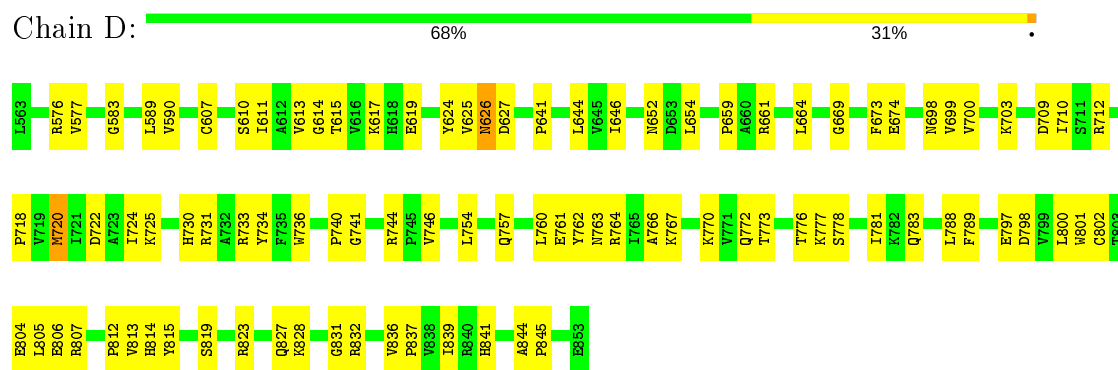 Chain D:
68% 31% •
L563 R576 V577 G583 L589 V590 C607 S610 I611 A612 V613 G614 T615 V616 K617 H618 E619 Y624 V625 N626 D627 P641 L644 V645 I646 N652 D653 L654 P659 A660 R661 L664 G669 F673 E674 N698 V699 V700 K703 D709 I710 S711 R712
P718 V719 M720 I721 D722 A723 I724 K725 H730 R731 A732 R733 Y734 F735 W736 P740 G741 R744 P745 V746 L754 Q757 L760 E761 Y762 N763 R764 I765 A766 K767 K770 V771 Q772 T773 T776 K777 S778 I781 K782 Q783 L788 F789 E797 D798 V799 L800 W801 C802 T803
E804 L805 E806 R807 P812 V813 H814 Y815 S819 R823 Q827 K828 G831 R832 V836 P837 V838 I839 R840 H841 A844 P845 E853